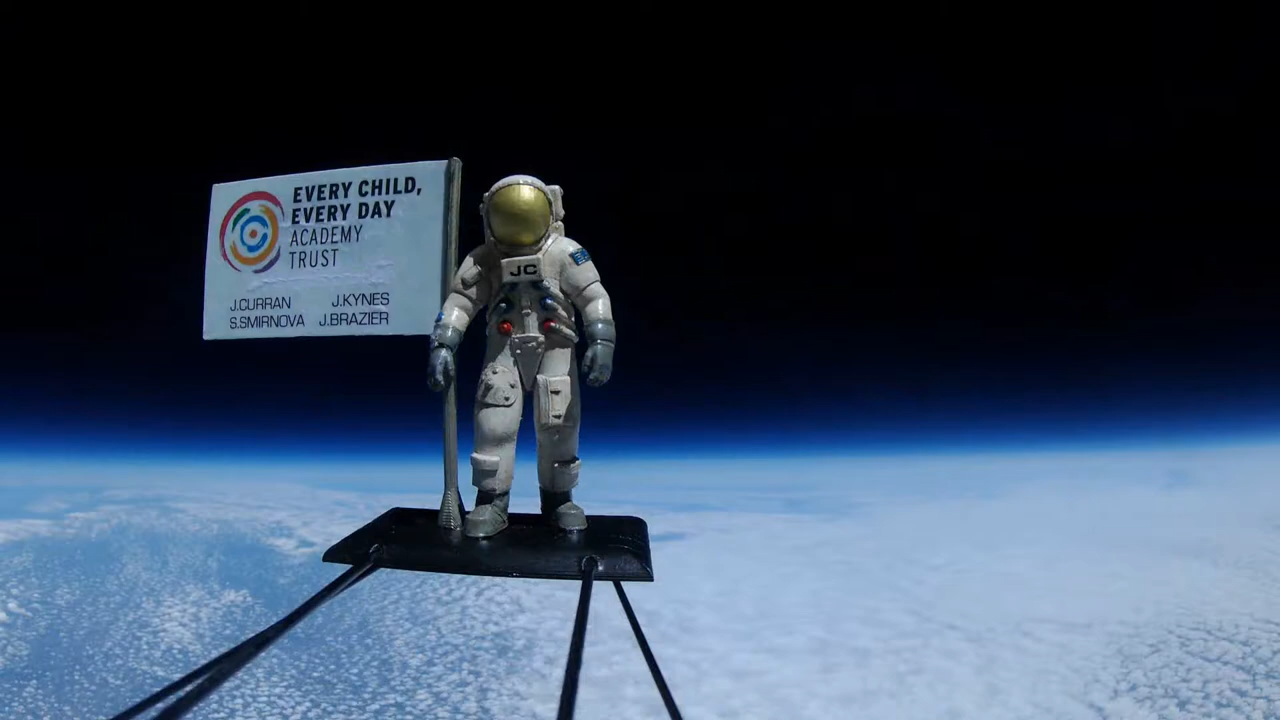 EVERY CHILD,
EVERY DAY
ACADEMY
TRUST
J.CURRAN J.KYNES
S.SMIRNOVA J.BRAZIER
JC